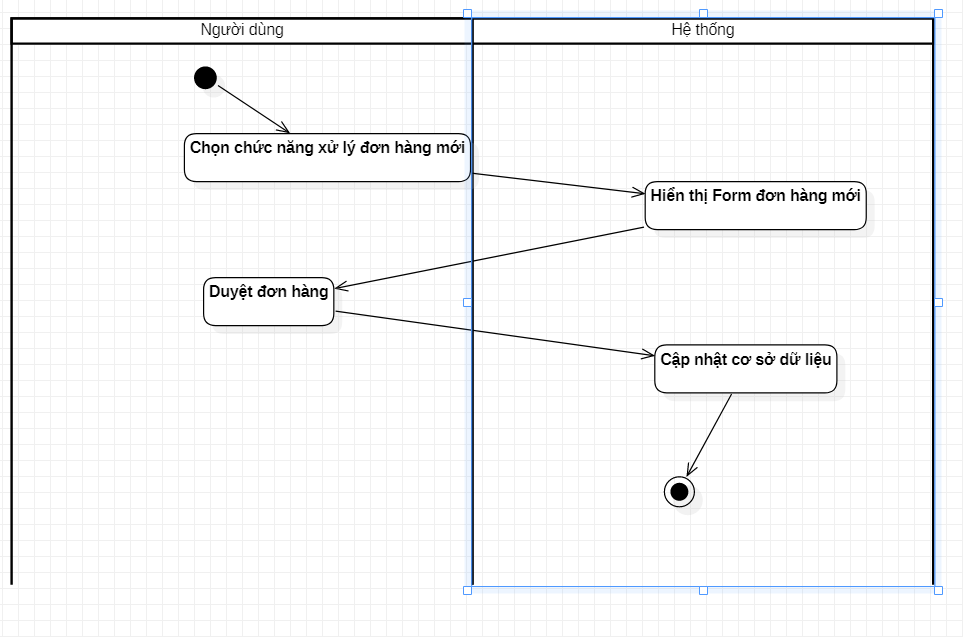 Người dùng
Hệ thống
Chọn chức năng xử lý đơn hàng mới
Hiển thị Form đơn hàng mới
Duyệt đơn hàng
Cập nhật cơ sở dữ liệu